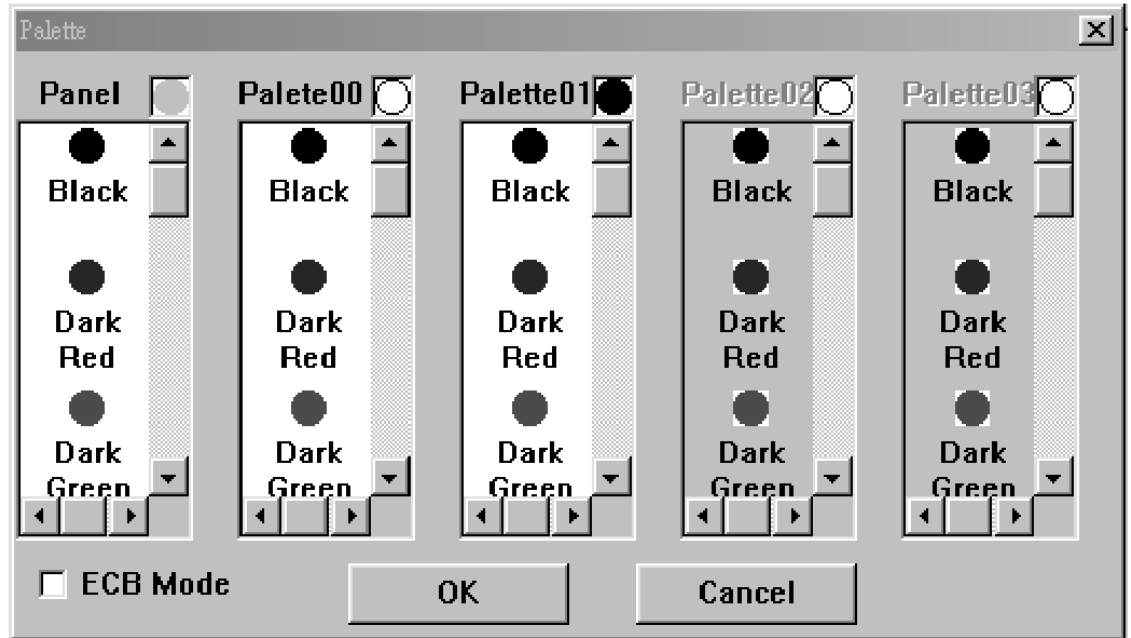 Palette
Panel
Palete00
Palette01
Palette02
Palette03
Black
Dark
Red
Dark
Green
Black
Dark
Red
Dark
Green
Black
Dark
Red
Dark
Green
Black
Dark
Red
Dark
Green
Black
Dark
Red
Dark
Green
ECB Mode
OK
Cancel